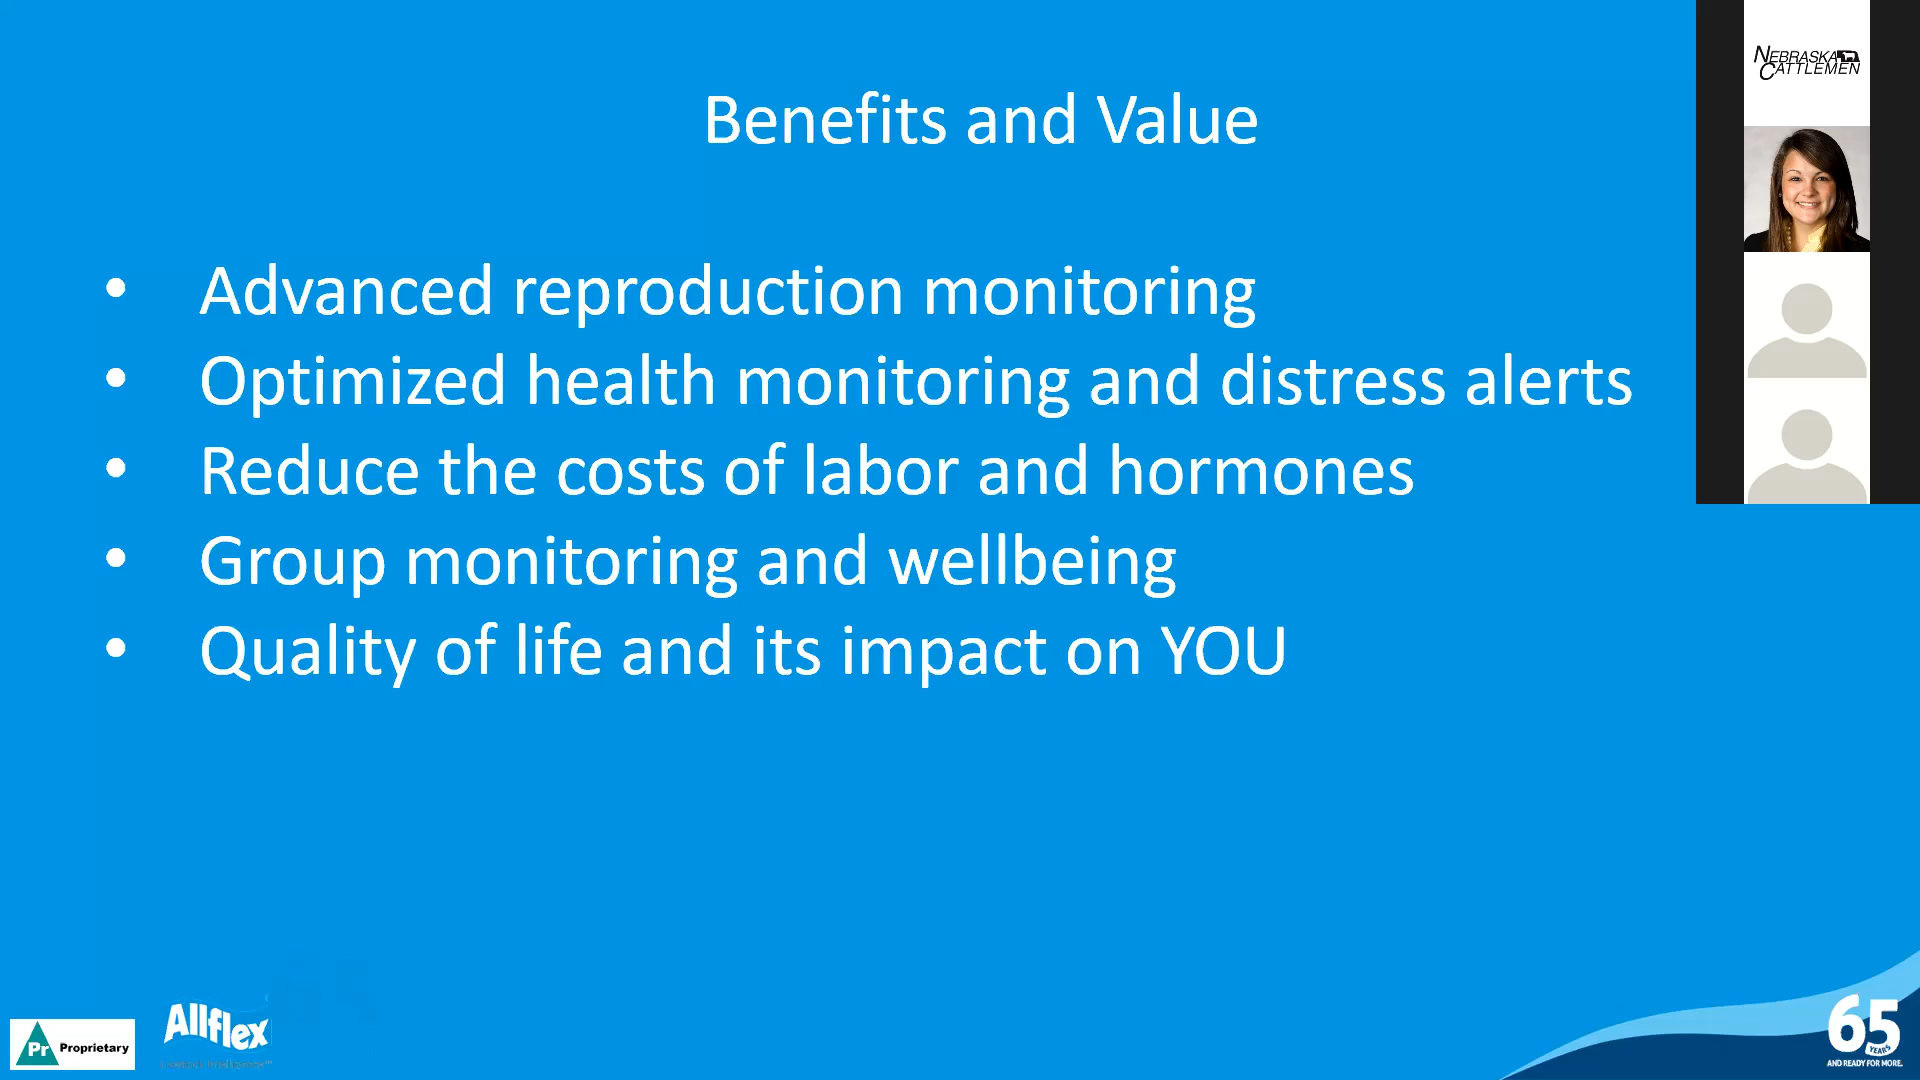 Benefits and Value
• Advanced reproduction monitoring
• Optimized health monitoring and distress alerts
• Reduce the costs of labor and hormones
• Group monitoring and wellbeing
• Quality of life and its impact on YOU
NEBRASKA
CATTLEMEN
Pr Proprietary
Allflex
65
YEARS
AND READY FOR MORE.